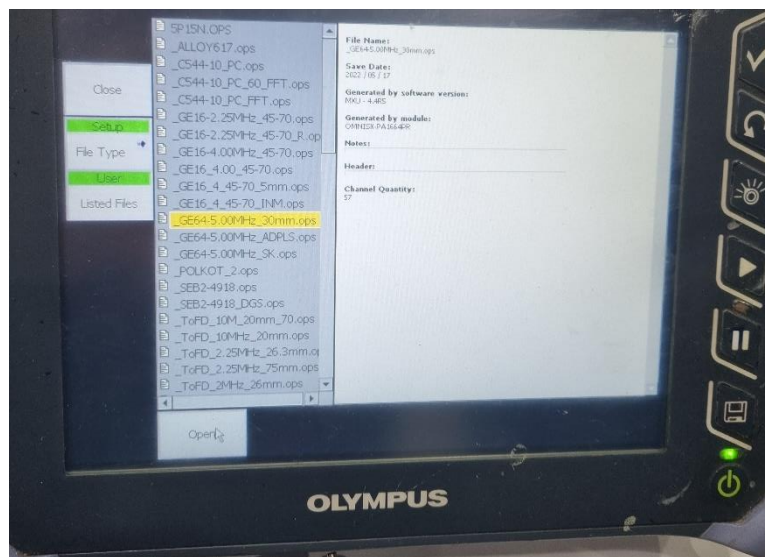 Close
Setup
File Type
User
Listed Files
5P15N.OPS
_ALLOY617.ops
_C544-10_PC.ops
_C544-10_PC_60_FFT.ops
_C544-10_PC_FFT.ops
_GE16-2.25MHz_45-70.ops
_GE16-2.25MHz_45-70_R.op
_GE16-4.00MHz_45-70.ops
_GE16_4.00_45-70.ops
_GE16_4_45-70_5mm.ops
_GE16_4_45-70_INM.ops
_GE64-5.00MHz_30mm.ops
_GE64-5.00MHz_ADPLS.ops
_GE64-5.00MHz_SK.ops
_POLKOT_2.ops
_SEB2-4918.ops
_SEB2-4918_DGS.ops
_ToFD_10M_20mm_70.ops
_ToFD_10MHz_20mm.ops
_ToFD_2.25MHz_26.3mm.op
_ToFD_2.25MHz_75mm.ops
_ToFD_2MHz_26mm.ops
Open
File Name:
_GE64-5.00MHz_30mm.ops
Save Date:
2022 / 05 / 17
Generated by software version:
MXU - 4.4R5
Generated by module:
OMNISX-PA1664PR
Notes:
Header:
Channel Quantity:
57
OLYMPUS